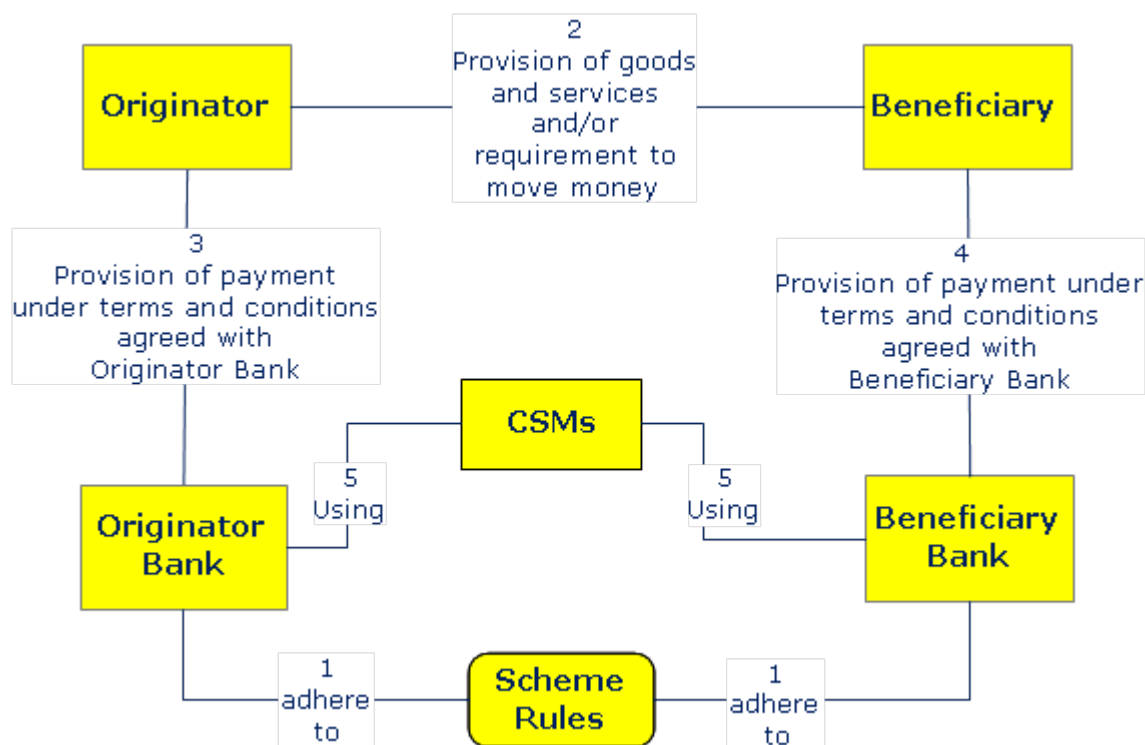 Originator
2
Provision of goods
and services
and/or
requirement to
move money
Beneficiary
3
Provision of payment
under terms and conditions
agreed with
Originator Bank
4
Provision of payment under
terms and conditions
agreed with
Beneficiary Bank
CSMs
5
Using
5
Using
Originator
Bank
Beneficiary
Bank
1
adhere
to
Scheme
Rules
1
adhere
to